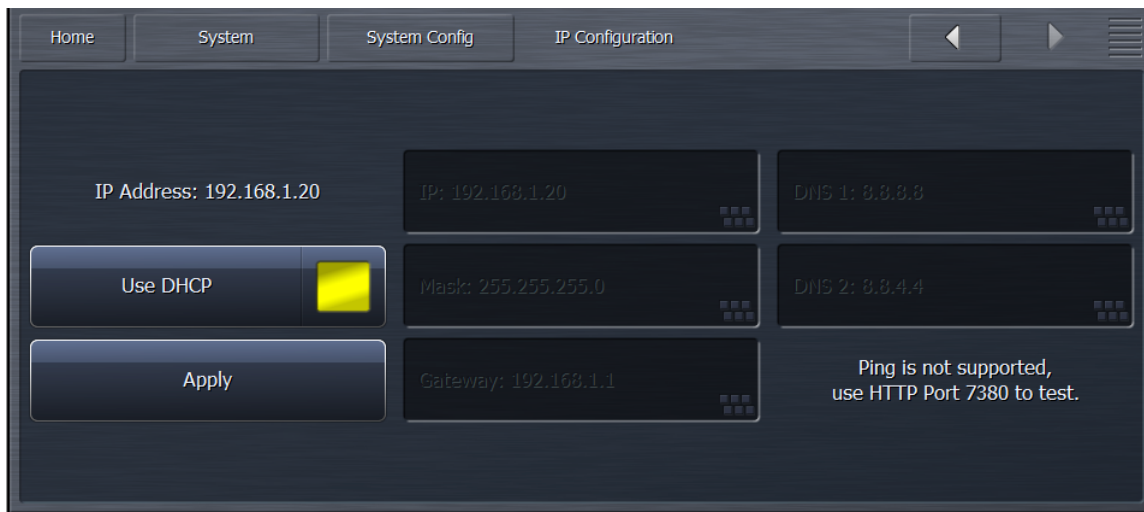 Home
System
System Config
IP Configuration
IP Address: 192.168.1.20
IP: 192.168.1.20
DNS 1: 8.8.8.8
Use DHCP
Mask: 255.255.255.0
DNS 2: 8.8.4.4
Apply
Gateway: 192.168.1.1
Ping is not supported,
use HTTP Port 7380 to test.